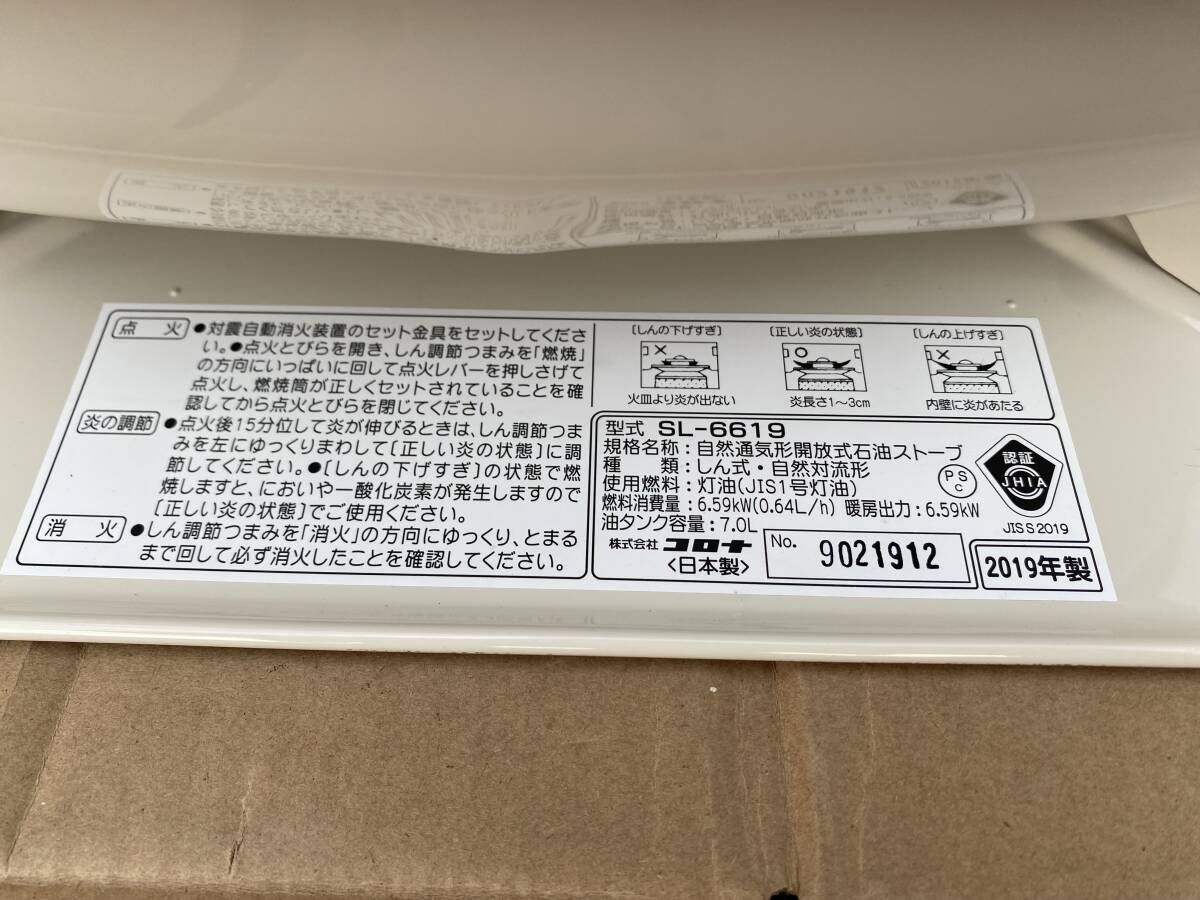 点火
●対震自動消火装置のセット金具をセットしてくださ
い。●点火とびらを開き、しん調節つまみを「燃焼」
の方向にいっぱいに回して点火レバーを押しさげて
点火し、燃焼筒が正しくセットされていることを確
認してから点火とびらを閉じてください。
炎の調節
●点火後15分位して炎が伸びるときは、しん調節つま
みを左にゆっくりまわして[正しい炎の状態]に調
節してください。●[しんの下げすぎ]の状態で燃
焼しますと、においや一酸化炭素が発生しますので
[正しい炎の状態]でご使用ください。
消火
●しん調節つまみを「消火」の方向にゆっくり、とまる
まで回して必ず消火したことを確認してください。
[しんの下げすぎ]
火皿より炎が出ない
[正しい炎の状態]
炎長さ1~3cm
[しんの上げすぎ]
内壁に炎があたる
型式 SL-6619
規格名称:自然通気形開放式石油ストーブ
種類:しん式・自然対流形
使用燃料:灯油(JIS1号灯油)
燃料消費量:6.59kW(0.64L/h) 暖房出力:6.59kW
油タンク容量:7.0L
株式会社 コロナ
<日本製>
No. 9021912
PS
C
認証
JHIA
JIS S 2019
2019年製